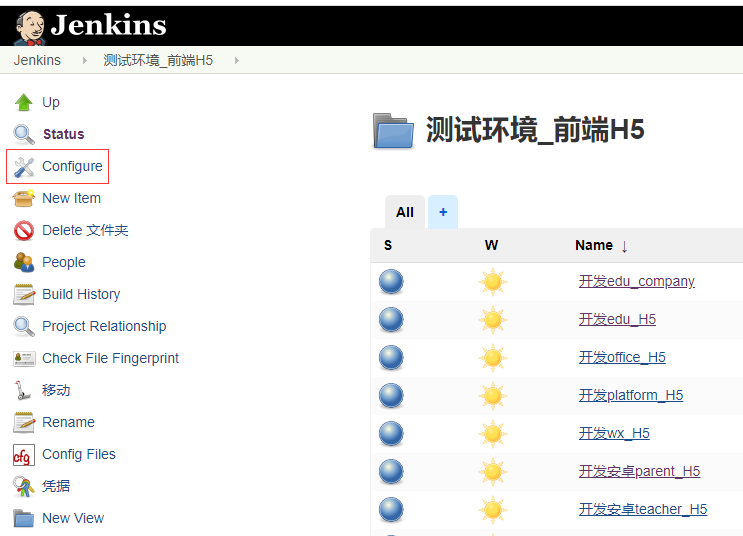 Jenkins
Jenkins 测试环境_前端H5
Up
Status
Configure
New Item
Delete 文件夹
People
Build History
Project Relationship
Check File Fingerprint
移动
Rename
cfg Config Files
凭据
New View
测试环境_前端H5
All +
S W Name ↓
开发edu_company
开发edu_H5
开发office_H5
开发platform_H5
开发wx_H5
开发安卓parent_H5
开发安卓teacher_H5